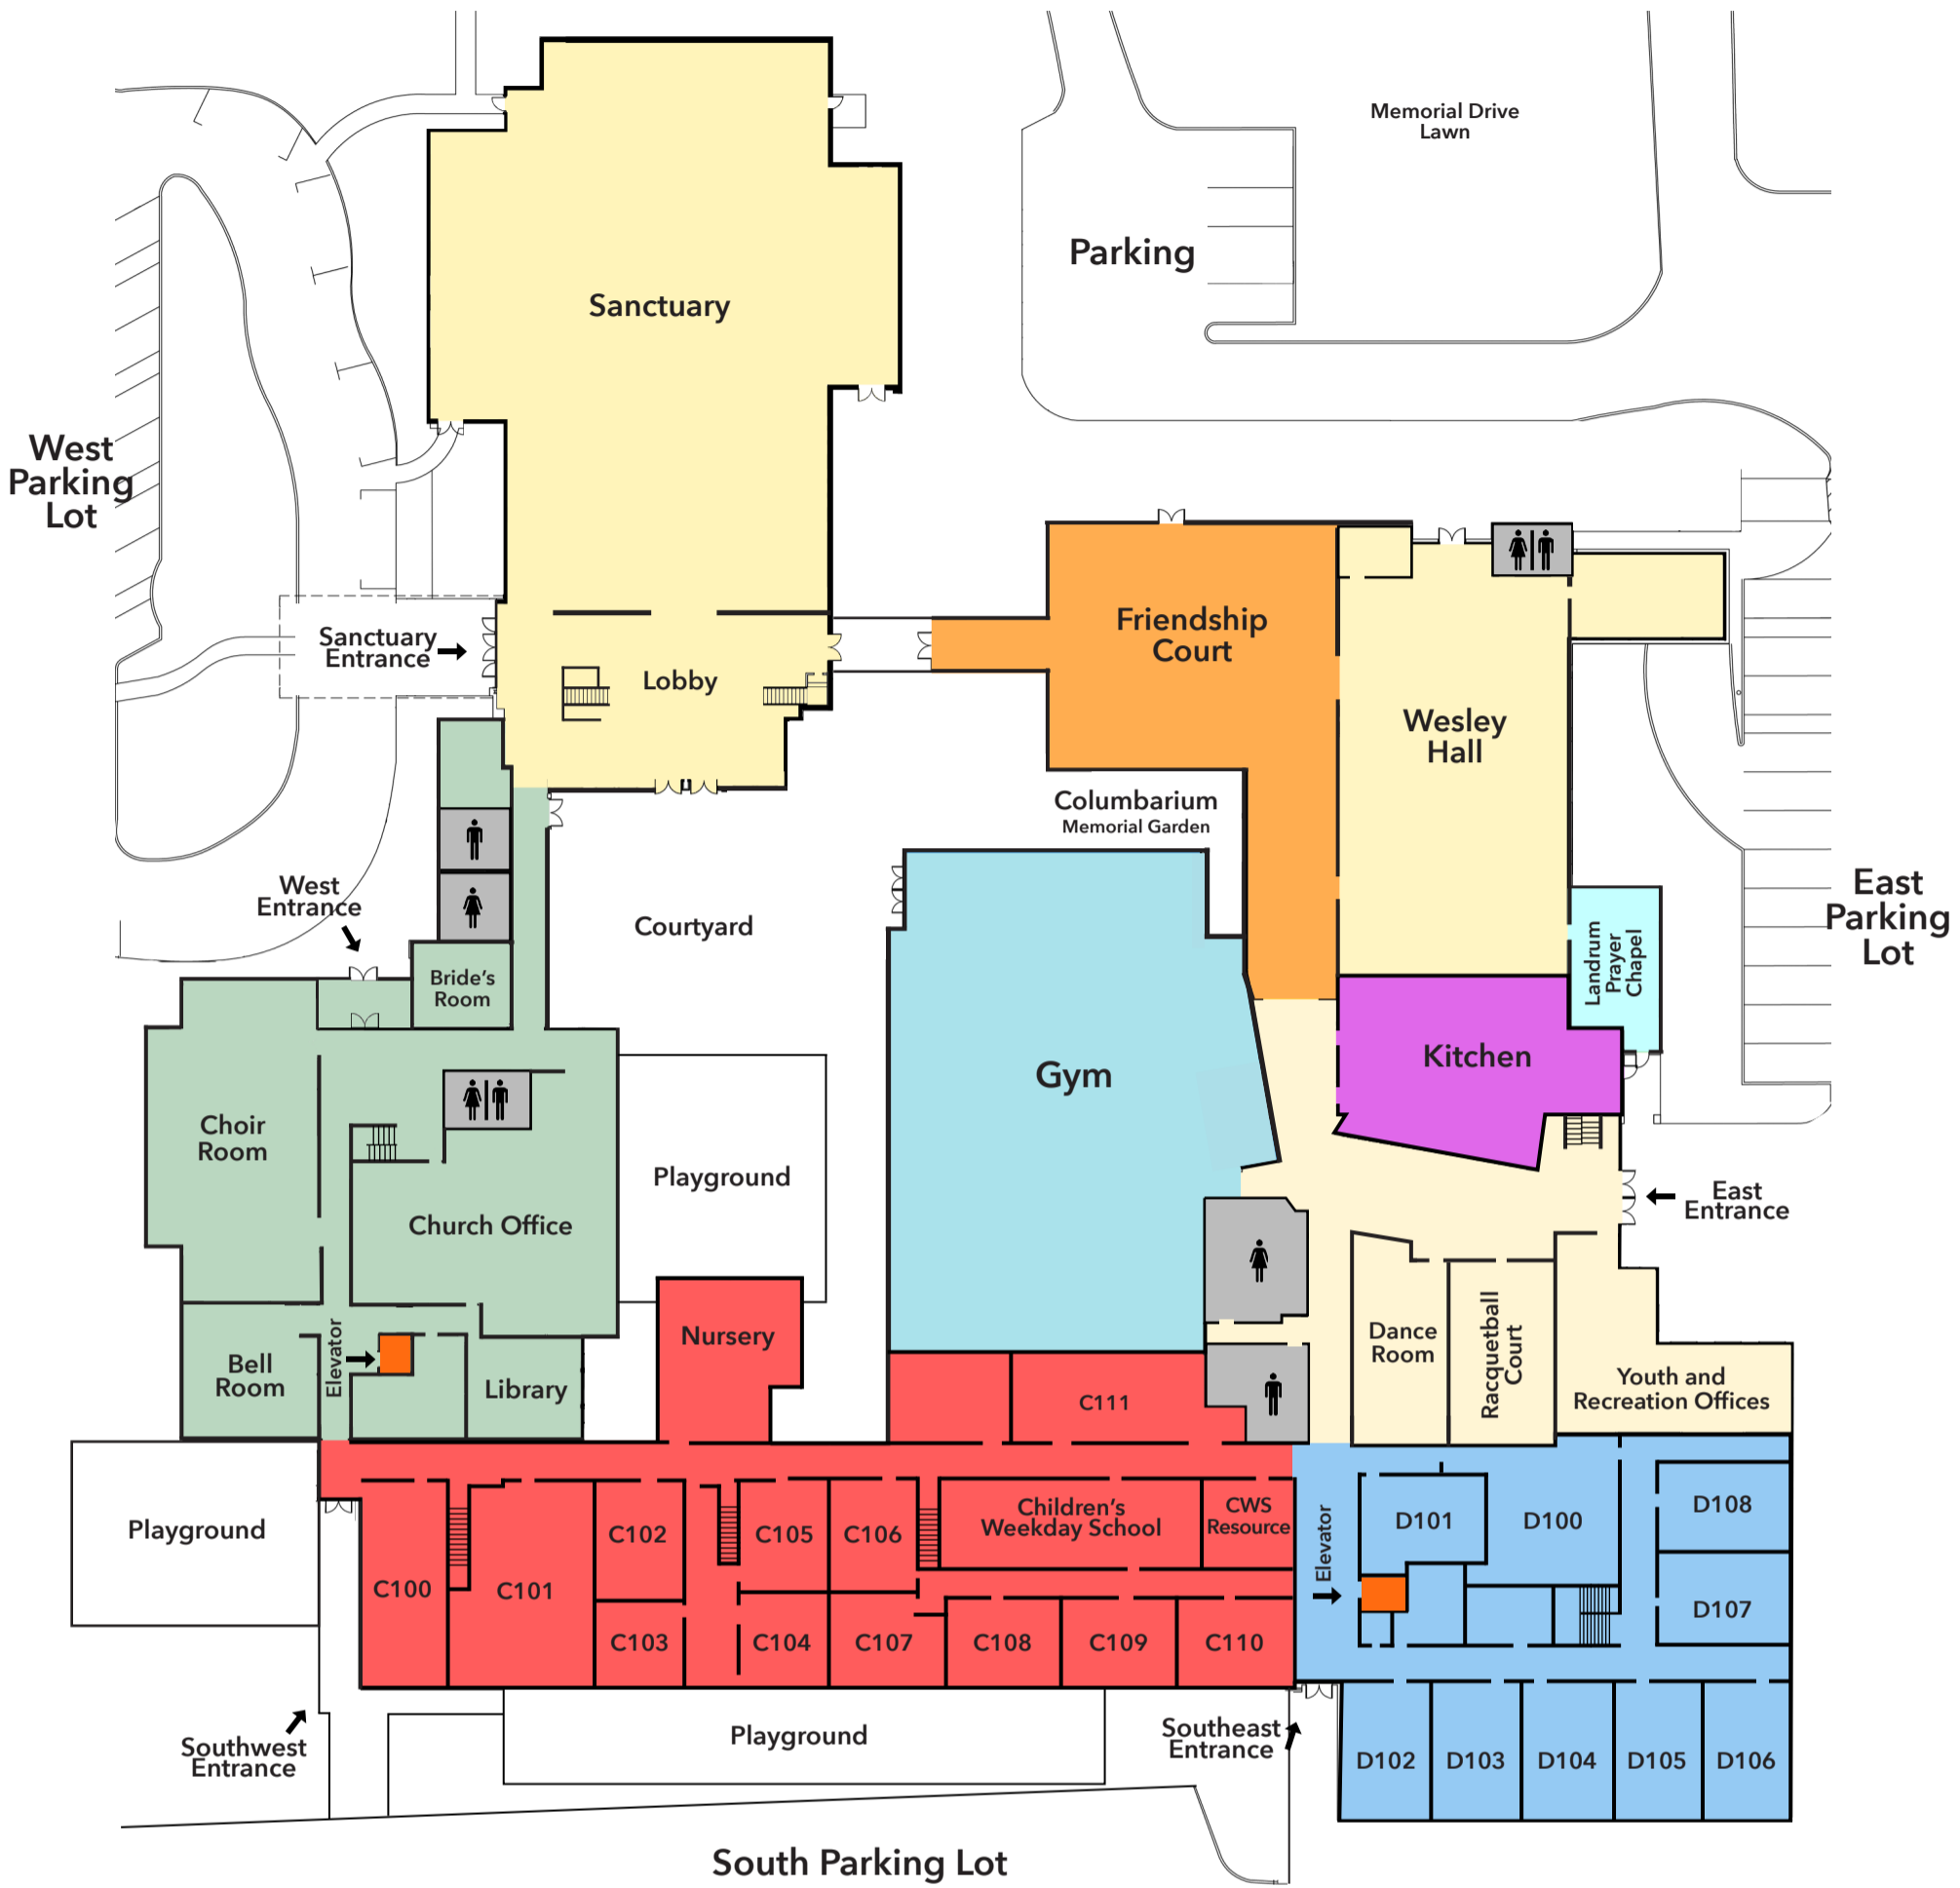 Memorial Drive
Lawn
Parking
Sanctuary
West
Parking
Lot
Sanctuary
Entrance
Lobby
Friendship
Court
Wesley
Hall
Columbarium
Memorial Garden
West
Entrance
Courtyard
East
Parking
Lot
Landrum
Prayer
Chapel
Bride's
Room
Gym
Kitchen
Choir
Room
Playground
Church Office
East
Entrance
Nursery
Elevator
Bell
Room
Library
Dance
Room
Racquetball
Court
Youth and
Recreation Offices
C111
Playground
C100
C101
C102
C103
C105
C104
C106
C107
Children's
Weekday School
CWS
Resource
C108
C109
C110
Elevator
D101
D100
D108
D107
Southwest
Entrance
Playground
Southeast
Entrance
D102
D103
D104
D105
D106
South Parking Lot